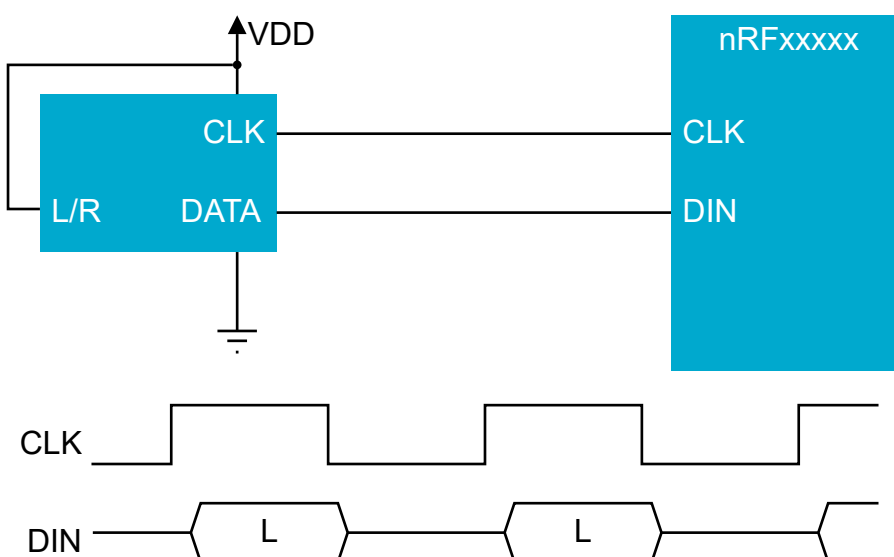 VDD
nRFxxxxx
CLK
CLK
L/R
DATA
DIN
CLK
DIN
L
L